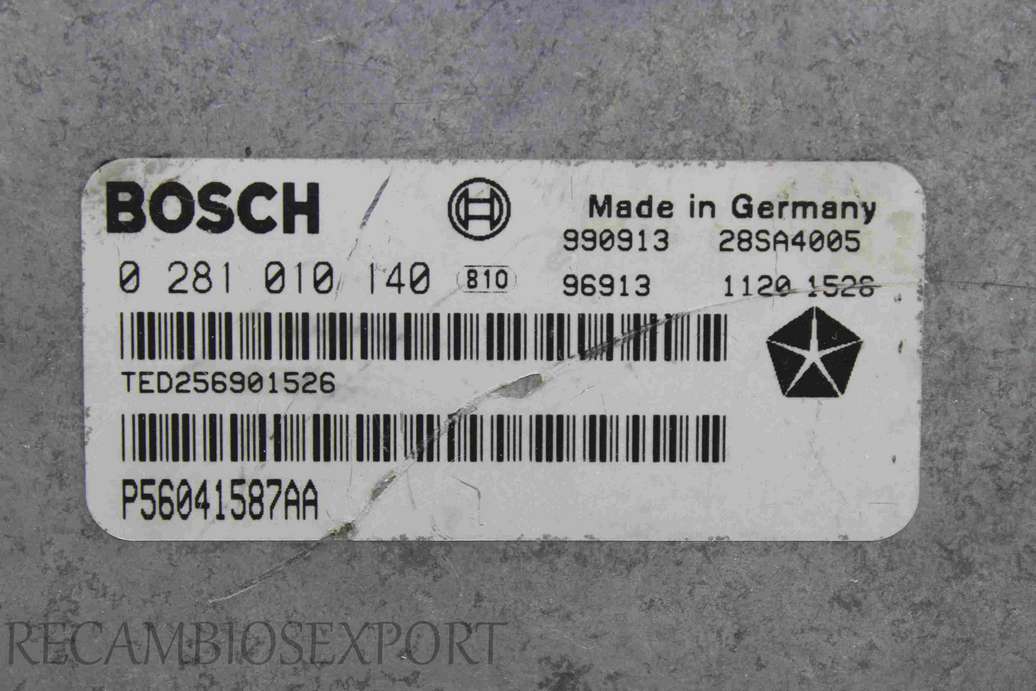 BOSCH
Made in Germany
990913 28SA4005
0 281 010 140 810
96913 1120 1526
TED256901526
P56041587AA
RECAMBIOSEXPORT